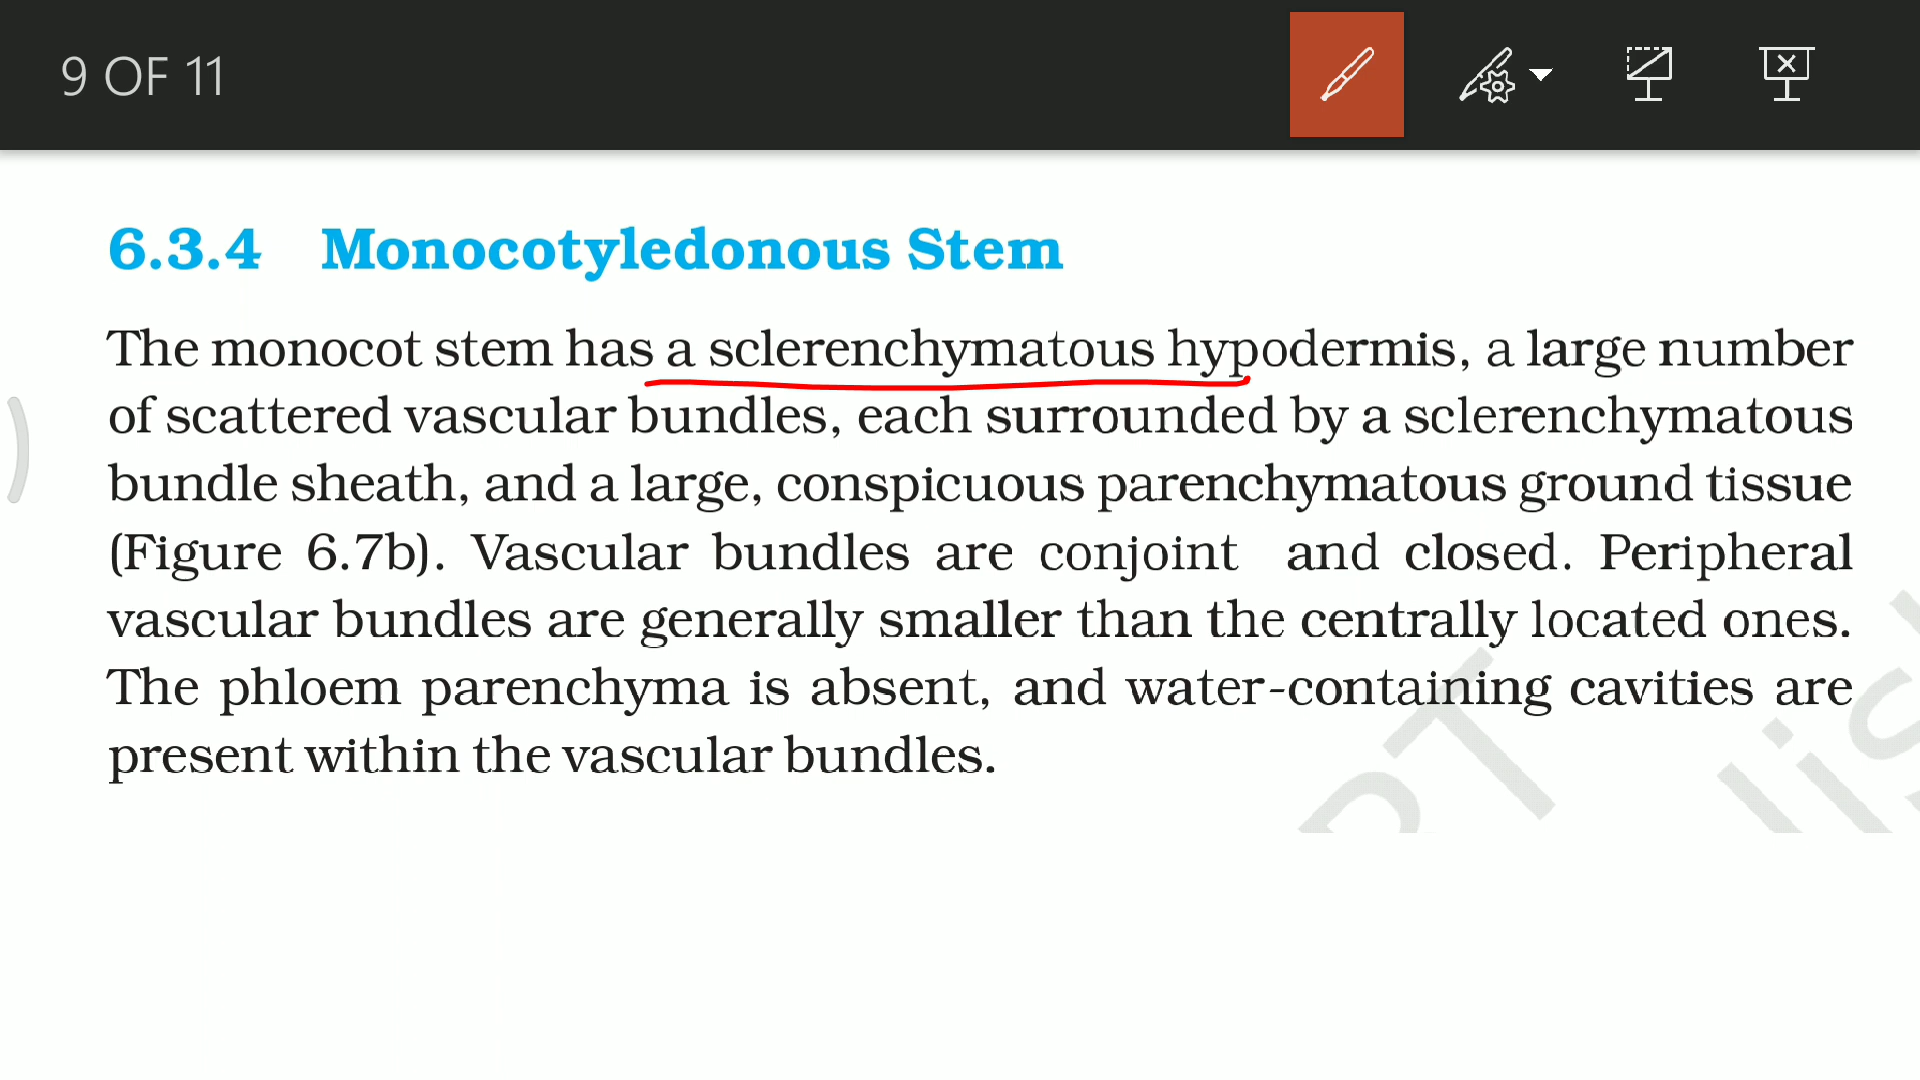 9 OF 11
6.3.4 Monocotyledonous Stem
The monocot stem has a sclerenchymatous hypodermis, a large number
of scattered vascular bundles, each surrounded by a sclerenchymatous
bundle sheath, and a large, conspicuous parenchymatous ground tissue
(Figure 6.7b). Vascular bundles are conjoint and closed. Peripheral
vascular bundles are generally smaller than the centrally located ones.
The phloem parenchyma is absent, and water-containing cavities are
present within the vascular bundles.